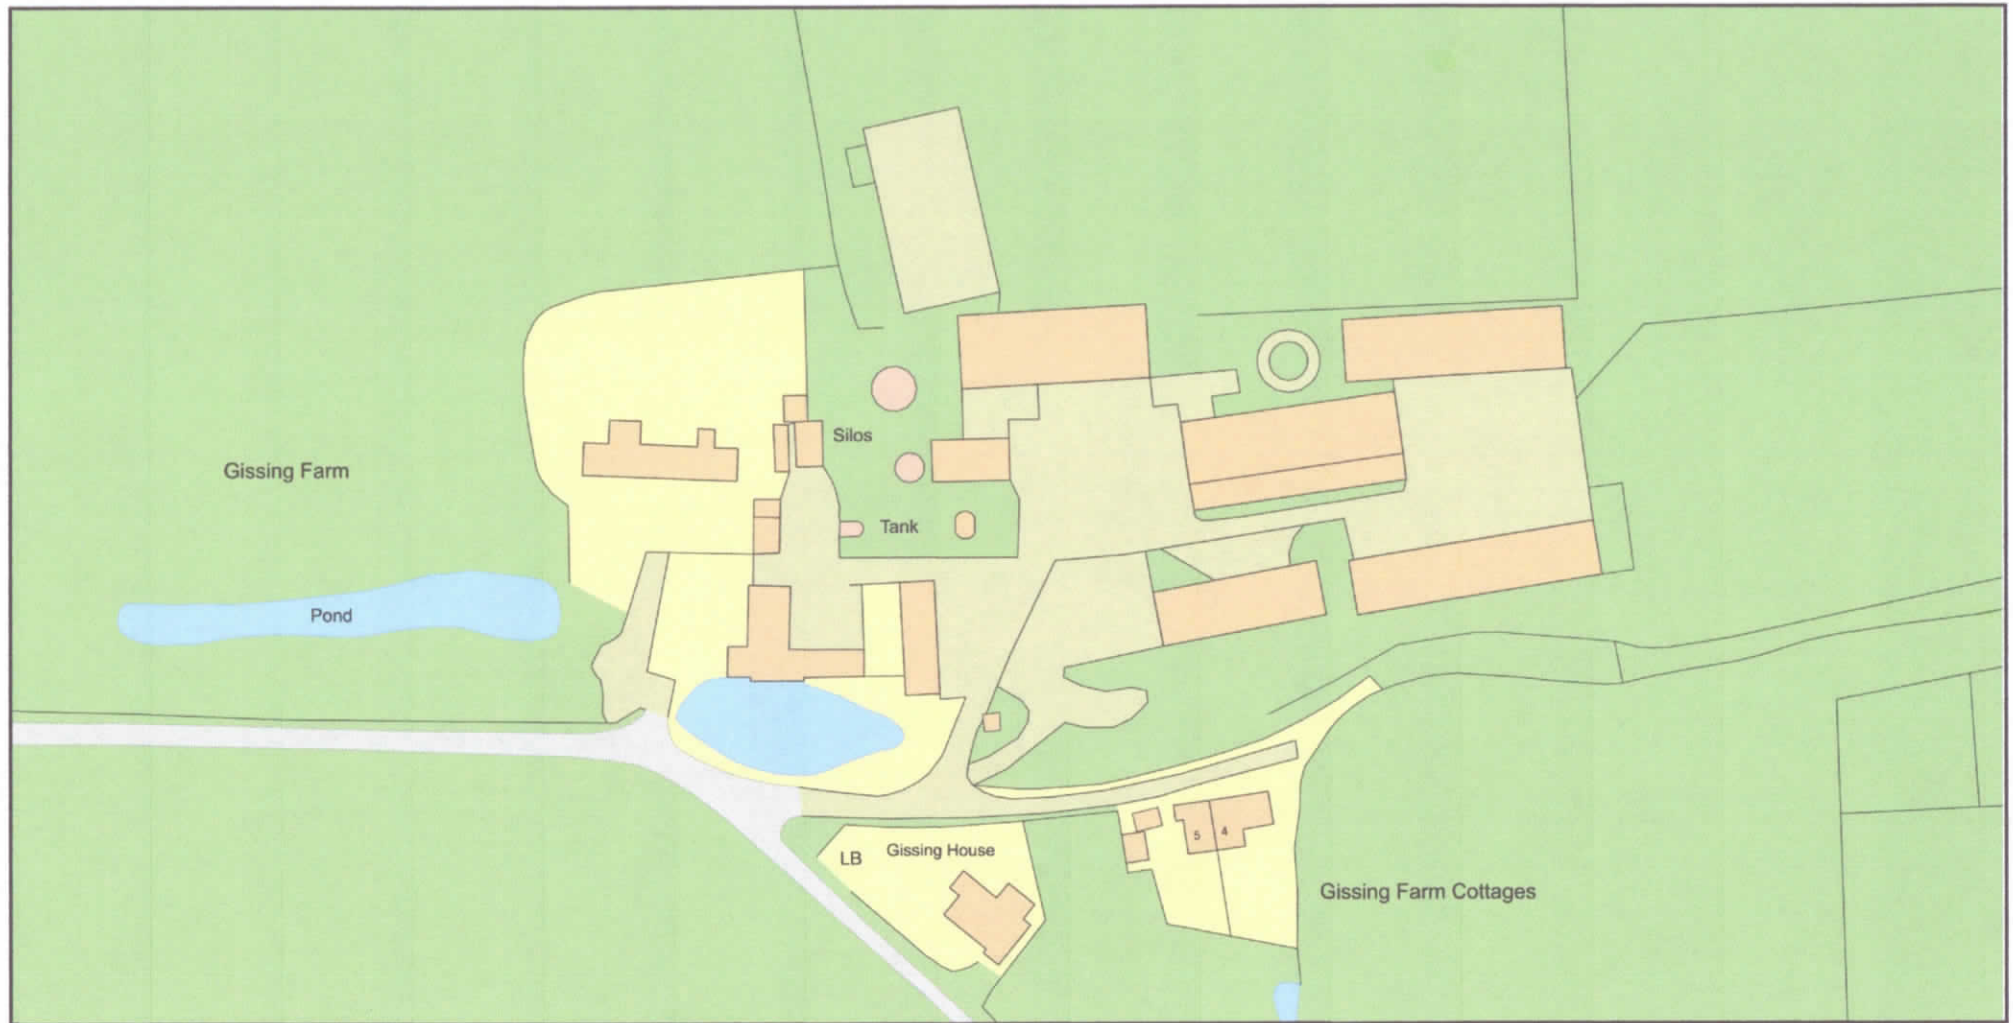 Silos
Gissing Farm
Tank
Pond
5 4
LB Gissing House
Gissing Farm Cottages